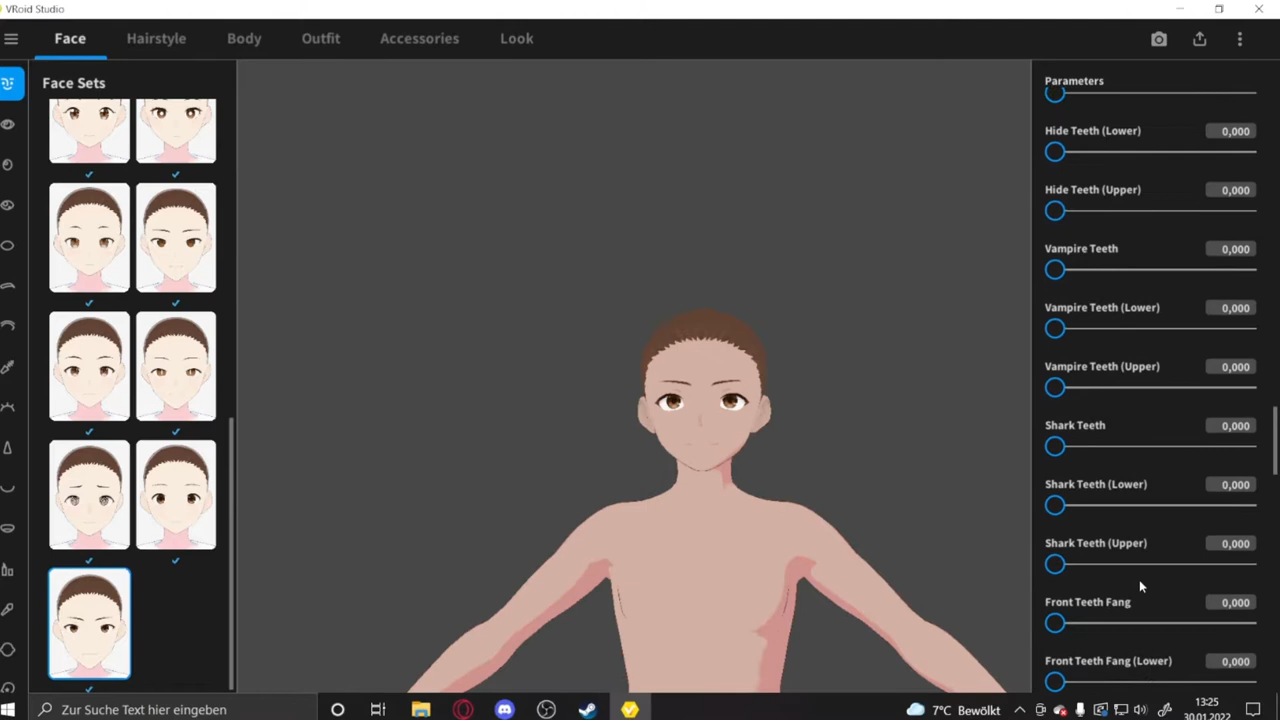 VRoid Studio
Face Hairstyle Body Outfit Accessories Look
Face Sets
Parameters
Hide Teeth (Lower) 0,000
Hide Teeth (Upper) 0,000
Vampire Teeth 0,000
Vampire Teeth (Lower) 0,000
Vampire Teeth (Upper) 0,000
Shark Teeth 0,000
Shark Teeth (Lower) 0,000
Shark Teeth (Upper) 0,000
Front Teeth Fang 0,000
Front Teeth Fang (Lower) 0,000
Zur Suche Text hier eingeben
7°C Bewölkt
13:25
30.01.2022